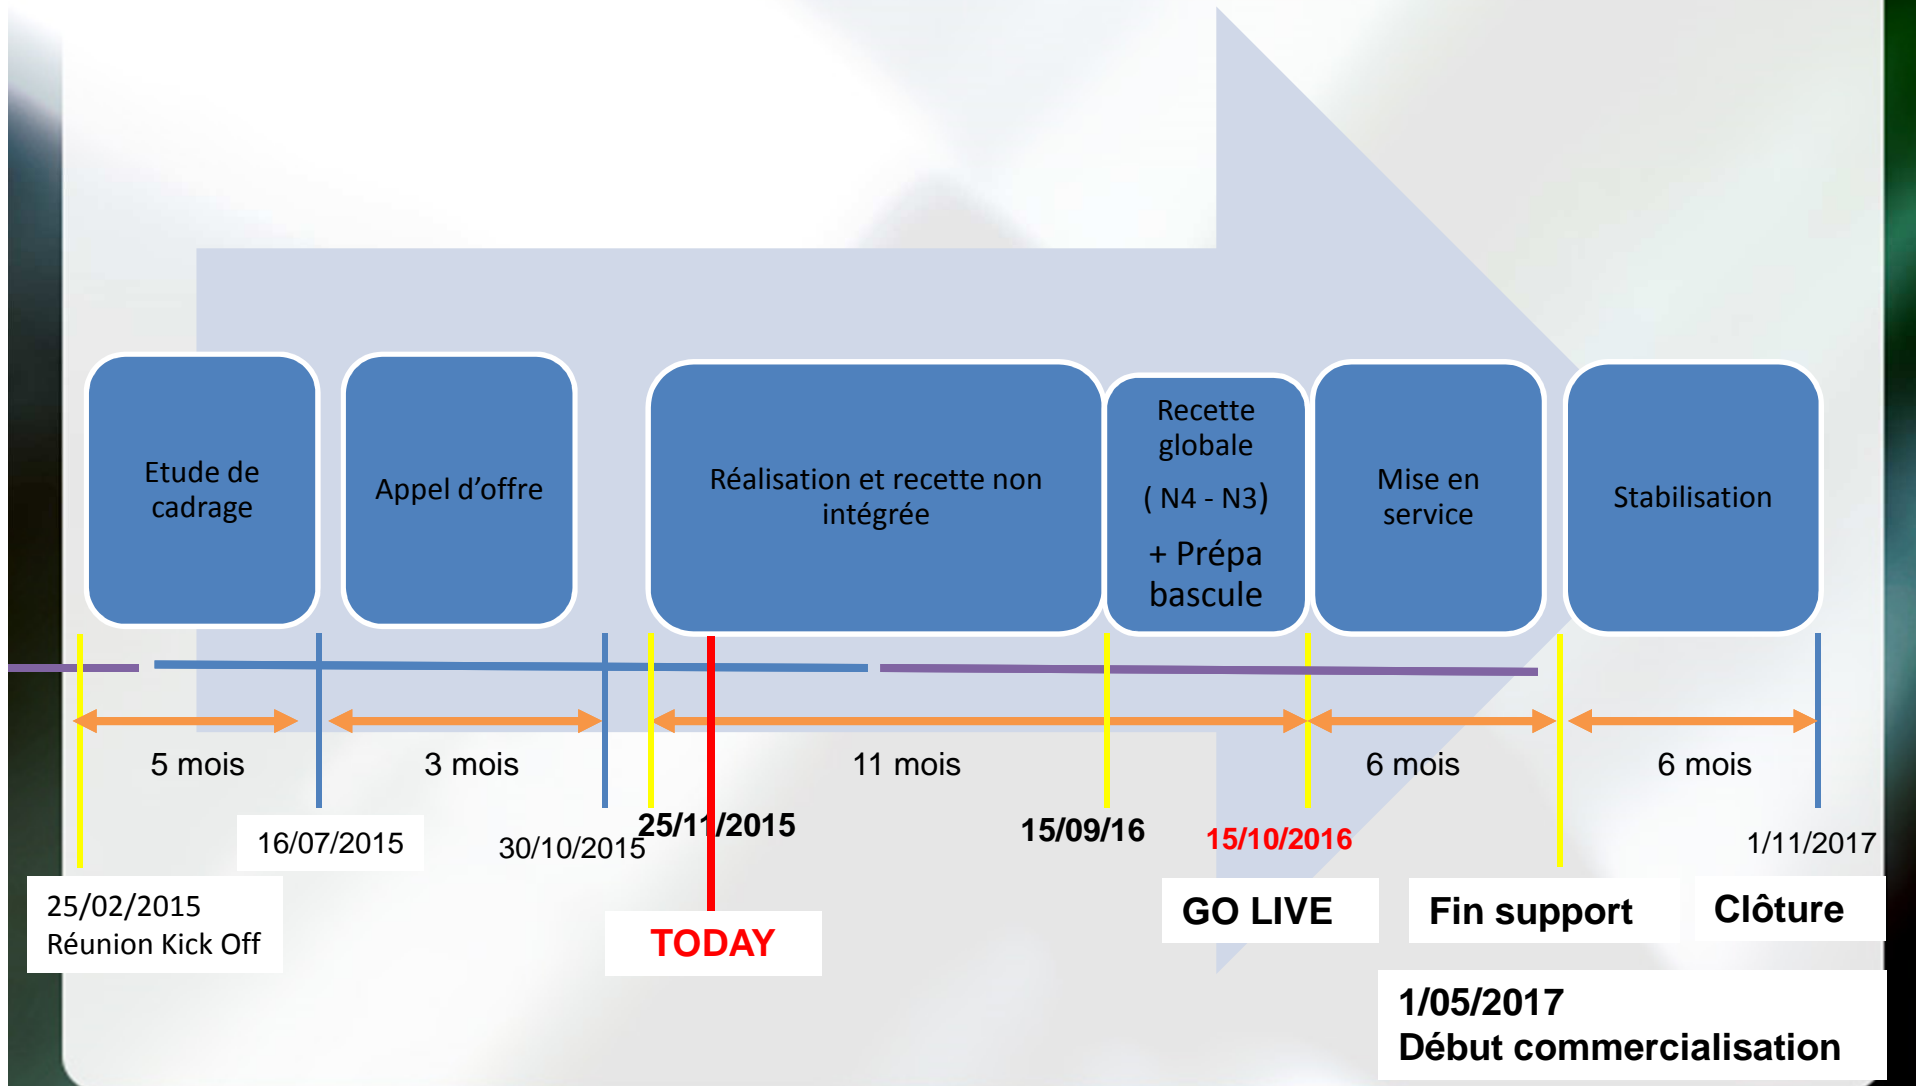 Etude de
cadrage
Appel d’offre
Réalisation et recette non
intégrée
Recette
globale
( N4 - N3)
+ Prépa
bascule
Mise en
service
Stabilisation
5 mois
3 mois
11 mois
6 mois
6 mois
16/07/2015
30/10/2015
25/11/2015
15/09/16
15/10/2016
1/11/2017
25/02/2015
Réunion Kick Off
TODAY
GO LIVE
Fin support
Clôture
1/05/2017
Début commercialisation